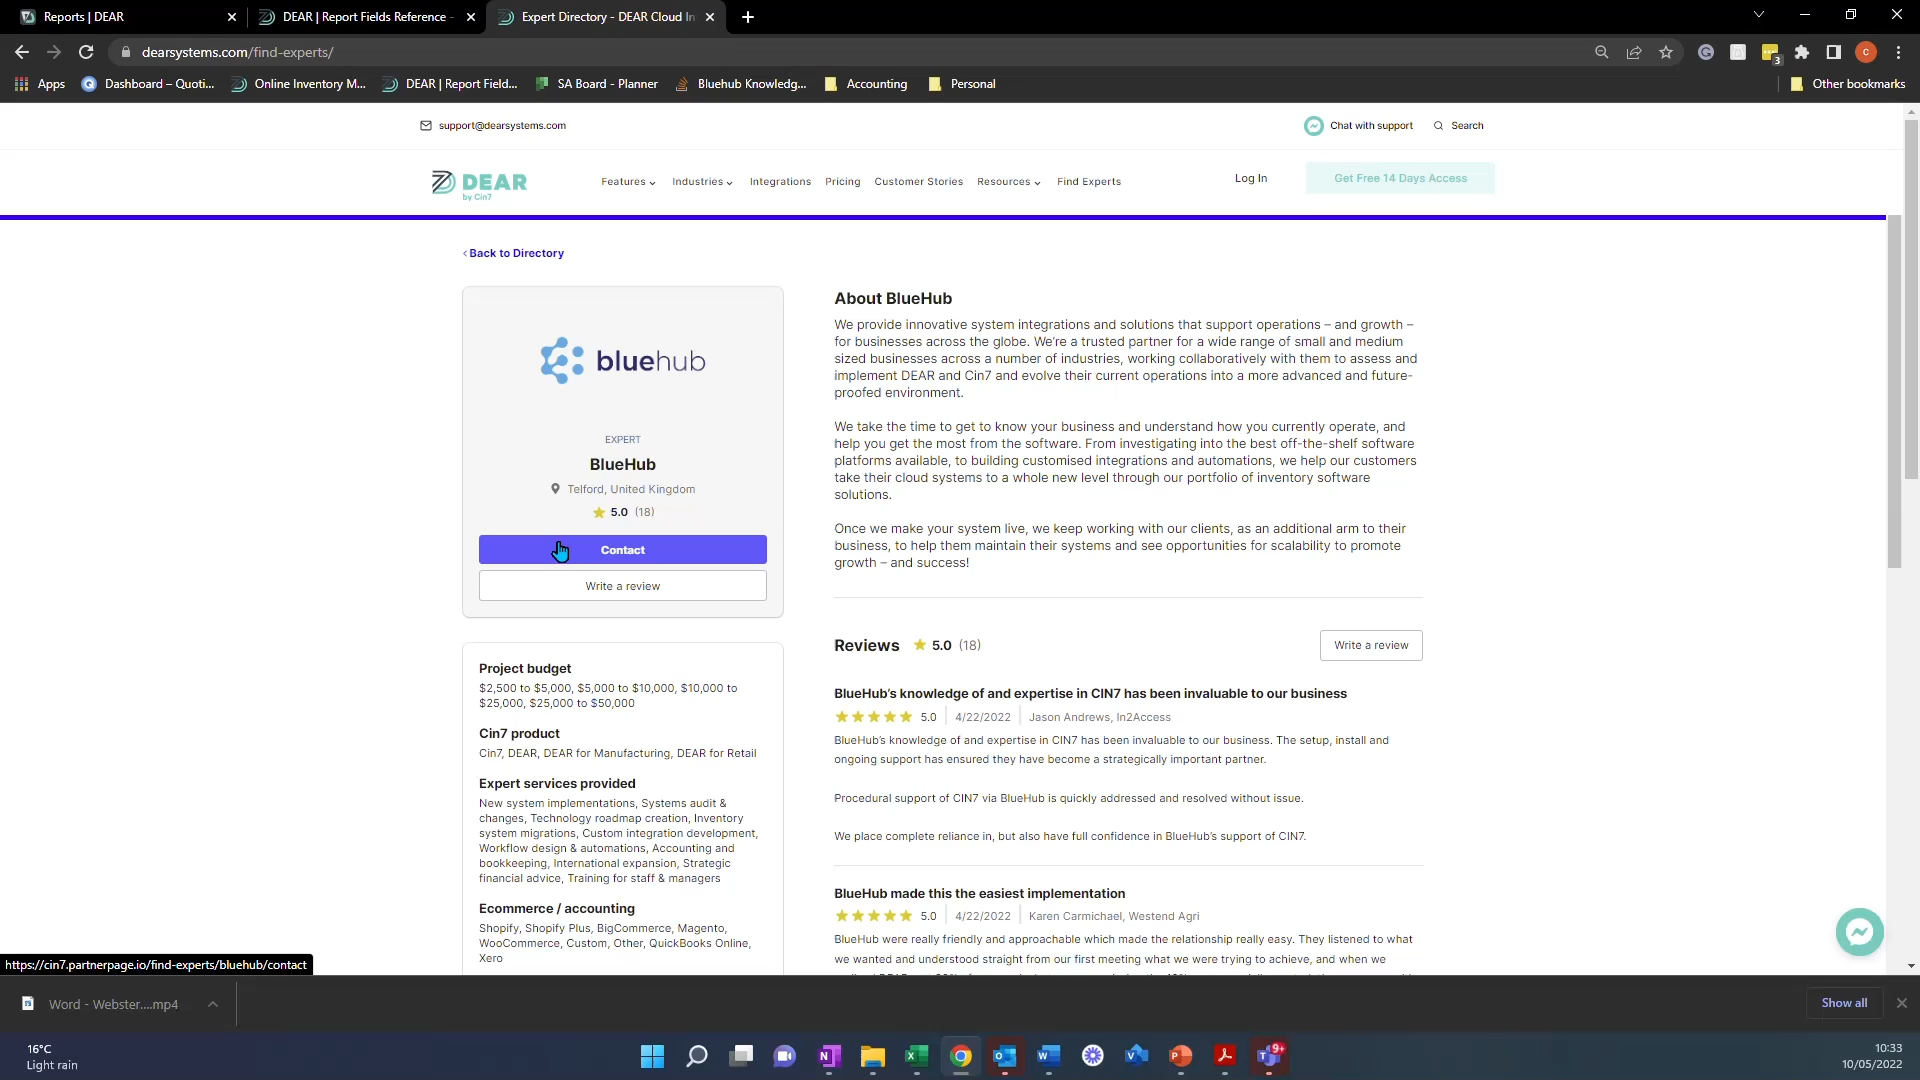 Reports | DEAR
DEAR | Report Fields Reference -
Expert Directory - DEAR Cloud In
dearsystems.com/find-experts/
3
C
Apps
Dashboard – Quoti...
Online Inventory M...
DEAR | Report Field...
SA Board - Planner
Bluehub Knowledg...
Accounting
Personal
Other bookmarks
support@dearsystems.com
Chat with support
Search
DEAR
by Cin7
Features
Industries
Integrations
Pricing
Customer Stories
Resources
Find Experts
Log In
Get Free 14 Days Access
‹ Back to Directory
bluehub
EXPERT
BlueHub
Telford, United Kingdom
5.0 (18)
Contact
Write a review
Project budget
$2,500 to $5,000, $5,000 to $10,000, $10,000 to
$25,000, $25,000 to $50,000
Cin7 product
Cin7, DEAR, DEAR for Manufacturing, DEAR for Retail
Expert services provided
New system implementations, Systems audit &
changes, Technology roadmap creation, Inventory
system migrations, Custom integration development,
Workflow design & automations, Accounting and
bookkeeping, International expansion, Strategic
financial advice, Training for staff & managers
Ecommerce / accounting
Shopify, Shopify Plus, BigCommerce, Magento,
WooCommerce, Custom, Other, QuickBooks Online,
Xero
About BlueHub
We provide innovative system integrations and solutions that support operations – and growth –
for businesses across the globe. We're a trusted partner for a wide range of small and medium
sized businesses across a number of industries, working collaboratively with them to assess and
implement DEAR and Cin7 and evolve their current operations into a more advanced and future-
proofed environment.
We take the time to get to know your business and understand how you currently operate, and
help you get the most from the software. From investigating into the best off-the-shelf software
platforms available, to building customised integrations and automations, we help our customers
take their cloud systems to a whole new level through our portfolio of inventory software
solutions.
Once we make your system live, we keep working with our clients, as an additional arm to their
business, to help them maintain their systems and see opportunities for scalability to promote
growth – and success!
Reviews 5.0 (18)
Write a review
BlueHub's knowledge of and expertise in CIN7 has been invaluable to our business
5.0 | 4/22/2022 | Jason Andrews, In2Access
BlueHub's knowledge of and expertise in CIN7 has been invaluable to our business. The setup, install and
ongoing support has ensured they have become a strategically important partner.
Procedural support of CIN7 via BlueHub is quickly addressed and resolved without issue.
We place complete reliance in, but also have full confidence in BlueHub's support of CIN7.
BlueHub made this the easiest implementation
5.0 | 4/22/2022 | Karen Carmichael, Westend Agri
BlueHub were really friendly and approachable which made the relationship really easy. They listened to what
we wanted and understood straight from our first meeting what we were trying to achieve, and when we
https://cin7.partnerpage.io/find-experts/bluehub/contact
Word - Webster....mp4
Show all
16°C
Light rain
9+
10:33
10/05/2022